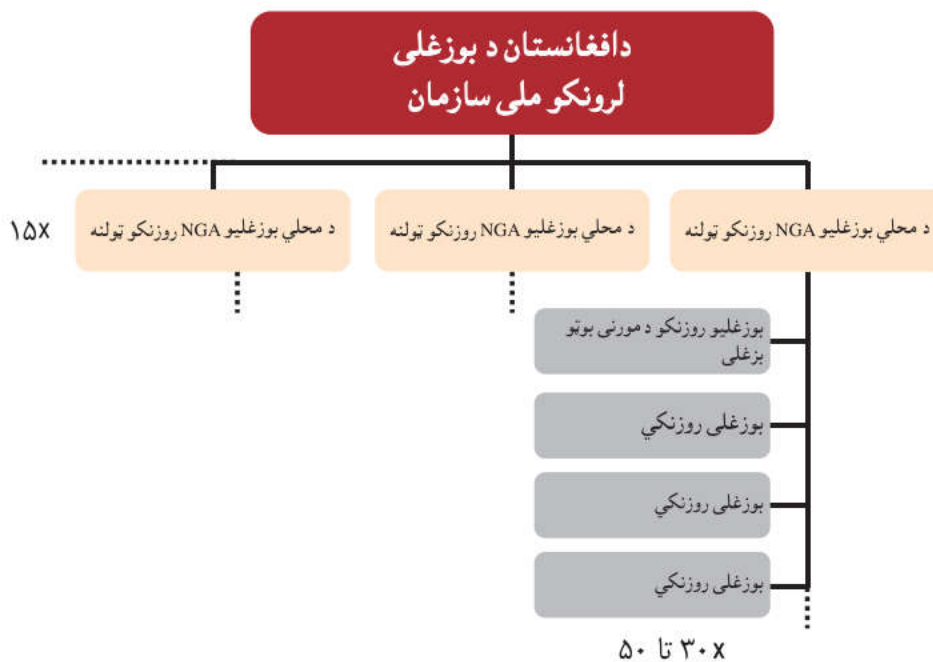 دافغانستان د بوزغلی
لرونکو ملی سازمان
د محلي بوزغليو NGA روزنکو ټولنه
د محلي بوزغليو NGA روزنکو ټولنه
د محلي بوزغليو NGA روزنکو ټولنه
۱۵x
بوزغليو روزنکو د مورنی بوټو
بزغلی
بوزغلی روزنکي
بوزغلی روزنکي
بوزغلی روزنکي
۳۰x تا ۵۰